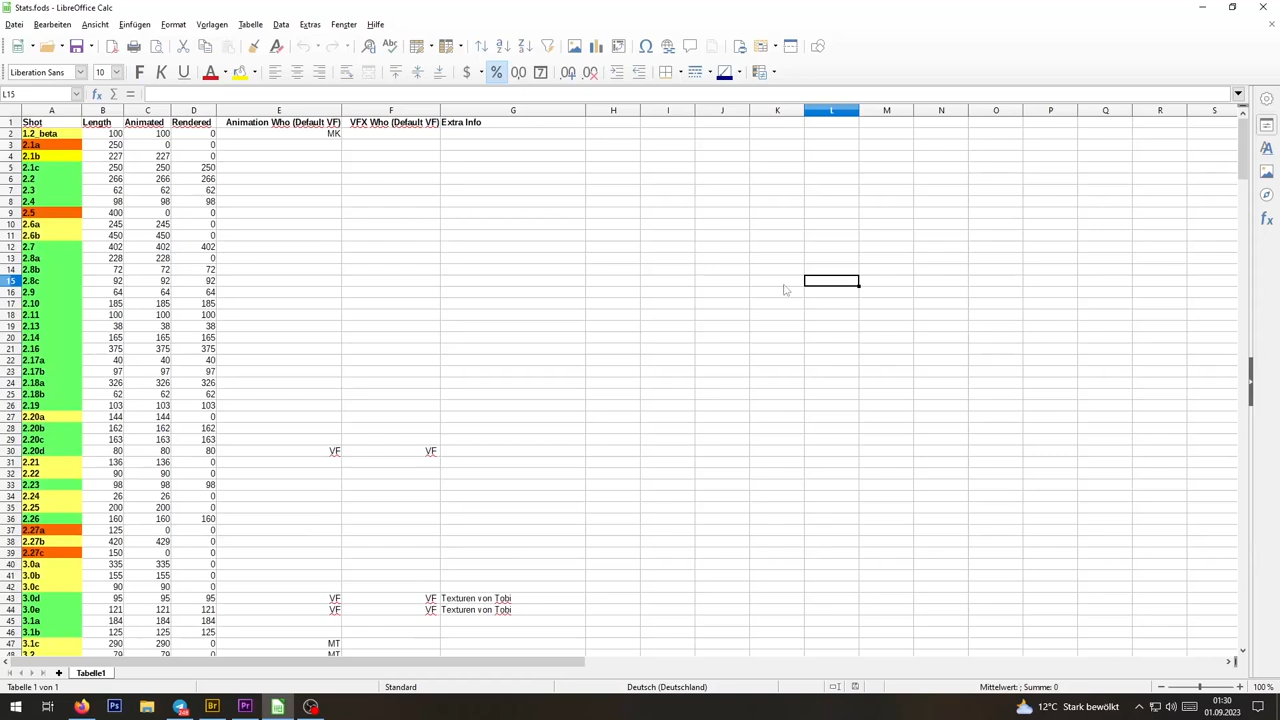 Stats.fods - LibreOffice Calc
Datei Bearbeiten Ansicht Einfügen Format Vorlagen Tabelle Daten Extras Fenster Hilfe
Liberation Sans 10 F K U A $ % 0,0 7
L15
A B C D E F G H I J K L M N O P Q R S
1 Shot Length Animated Rendered Animation Who (Default VF) VFX Who (Default VF) Extra Info
2 1.2_beta 100 100 0 MK
3 2.1a 250 0 0
4 2.1b 227 227 0
5 2.1c 250 250 250
6 2.2 266 266 266
7 2.3 62 62 62
8 2.4 98 98 98
9 2.5 400 0 0
10 2.6a 245 245 0
11 2.6b 450 450 0
12 2.7 402 402 402
13 2.8a 228 228 0
14 2.8b 72 72 72
15 2.8c 92 92 92
16 2.9 64 64 64
17 2.10 185 185 185
18 2.11 100 100 100
19 2.13 38 38 38
20 2.14 165 165 165
21 2.16 375 375 375
22 2.17a 40 40 40
23 2.17b 97 97 97
24 2.18a 326 326 326
25 2.18b 62 62 62
26 2.19 103 103 103
27 2.20a 144 144 0
28 2.20b 162 162 162
29 2.20c 163 163 163
30 2.20d 80 80 80 VF VF
31 2.21 136 136 0
32 2.22 90 90 0
33 2.23 98 98 98
34 2.24 26 26 0
35 2.25 200 200 0
36 2.26 160 160 160
37 2.27a 125 0 0
38 2.27b 420 429 0
39 2.27c 150 0 0
40 3.0a 335 335 0
41 3.0b 155 155 0
42 3.0c 90 90 0
43 3.0d 95 95 95 VF VF Texturen von Tobi
44 3.0e 121 121 121 VF VF Texturen von Tobi
45 3.1a 184 184 184
46 3.1b 125 125 125
47 3.1c 290 290 0 MT
48 3.2 79 79 0 MT
Tabelle1
Tabelle 1 von 1 Standard Deutsch (Deutschland) Mittelwert: ; Summe: 0 100 %
Ps Br Pr 12°C Stark bewölkt 01:30
01.09.2023